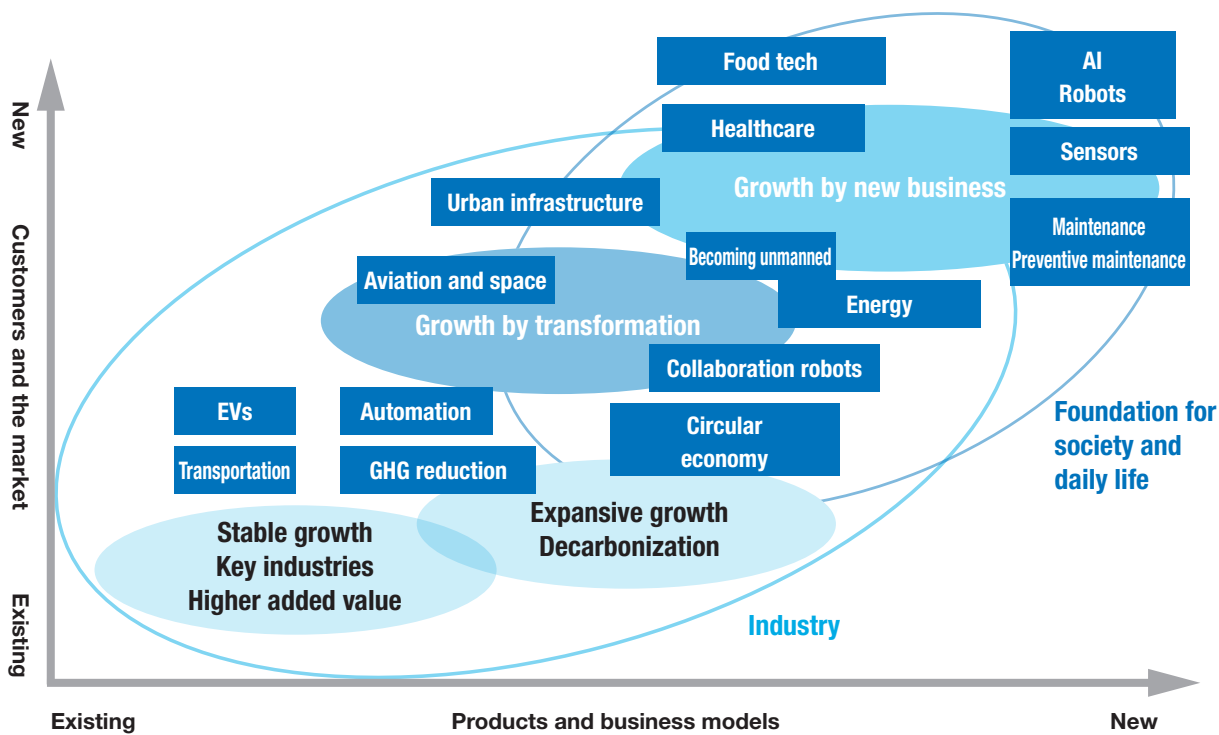 Food tech
AI
Robots
Healthcare
Sensors
Growth by new business
Urban infrastructure
Maintenance
Preventive maintenance
Becoming unmanned
Aviation and space
Energy
Growth by transformation
Collaboration robots
EVs
Automation
Circular
economy
Transportation
GHG reduction
Foundation for
society and
daily life
Expansive growth
Decarbonization
Stable growth
Key industries
Higher added value
Industry
New
Customers and the market
Existing
Existing
Products and business models
New